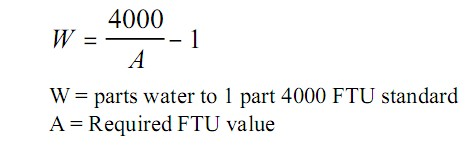 W = 4000/A − 1
W = parts water to 1 part 4000 FTU standard
A = Required FTU value